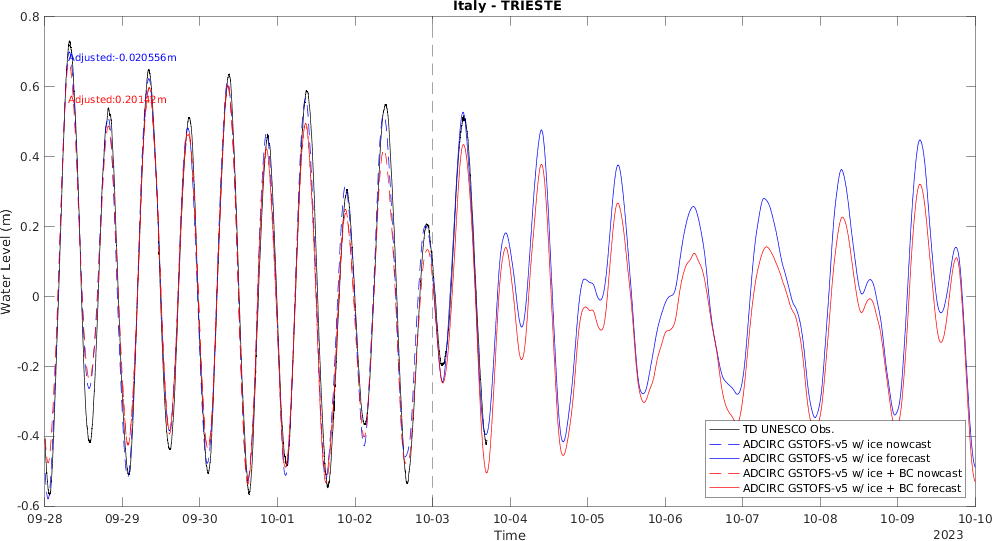 Italy - TRIESTE
Adjusted:-0.020556m
Adjusted:0.20142m
Water Level (m)
0.8
0.6
0.4
0.2
0
-0.2
-0.4
-0.6
TD UNESCO Obs.
ADCIRC GSTOFS-v5 w/ ice nowcast
ADCIRC GSTOFS-v5 w/ ice forecast
ADCIRC GSTOFS-v5 w/ ice + BC nowcast
ADCIRC GSTOFS-v5 w/ ice + BC forecast
09-28 09-29 09-30 10-01 10-02 10-03 10-04 10-05 10-06 10-07 10-08 10-09 10-10
Time
2023